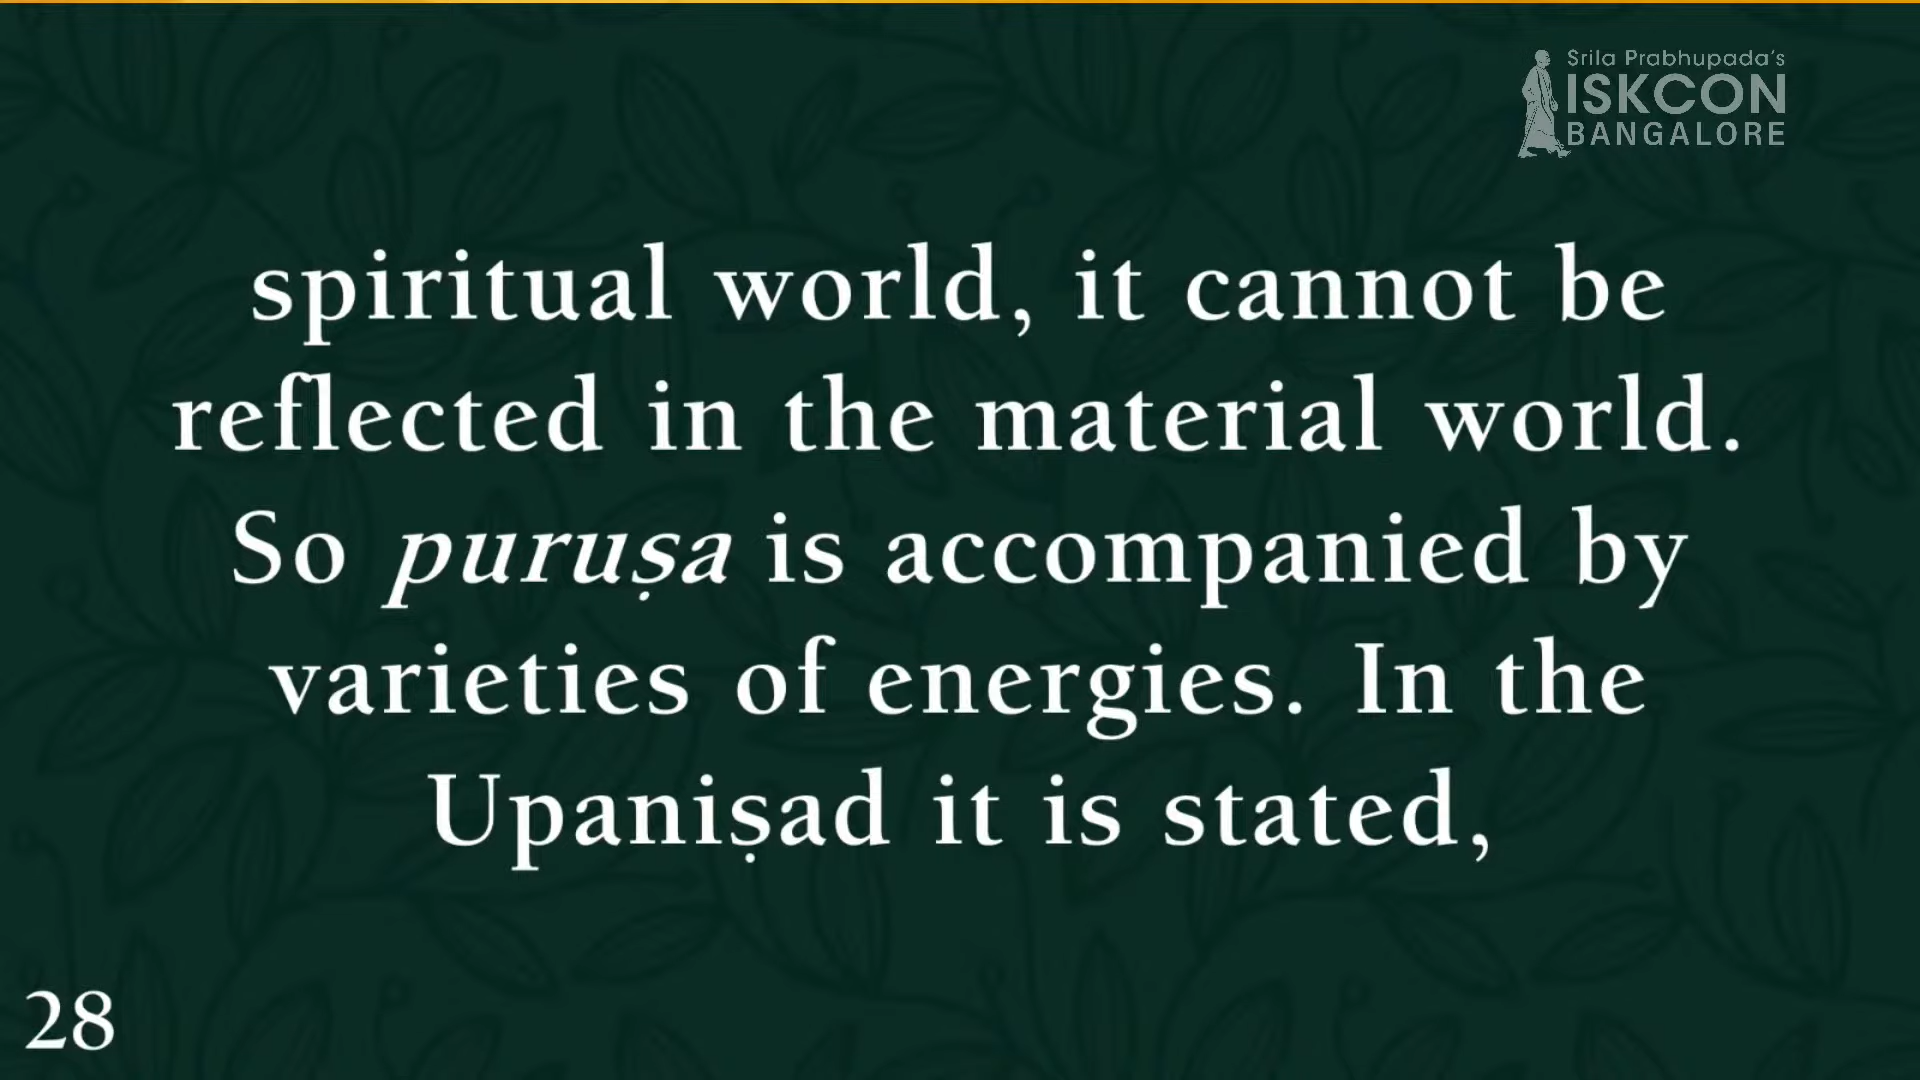 Srila Prabhupada's
ISKCON
BANGALORE
spiritual world, it cannot be
reflected in the material world.
So puruṣa is accompanied by
varieties of energies. In the
Upaniṣad it is stated,
28